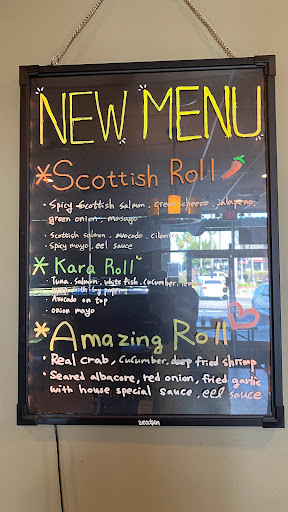 NEW MENU
Scottish Roll
• Spicy Scottish salmon, cream cheese, jalapeno,
green onion, masago
• Scottish salmon, avocado,
• Spicy mayo, eel sauce
Kara Roll
• Tuna, salmon, white fish, cucumber,
with
• Avocado on top
• onion mayo
Amazing Roll
• Real crab, cucumber, deep fried shrimp
• Seared albacore, red onion, fried garlic
with house special sauce, eel sauce
woodsam